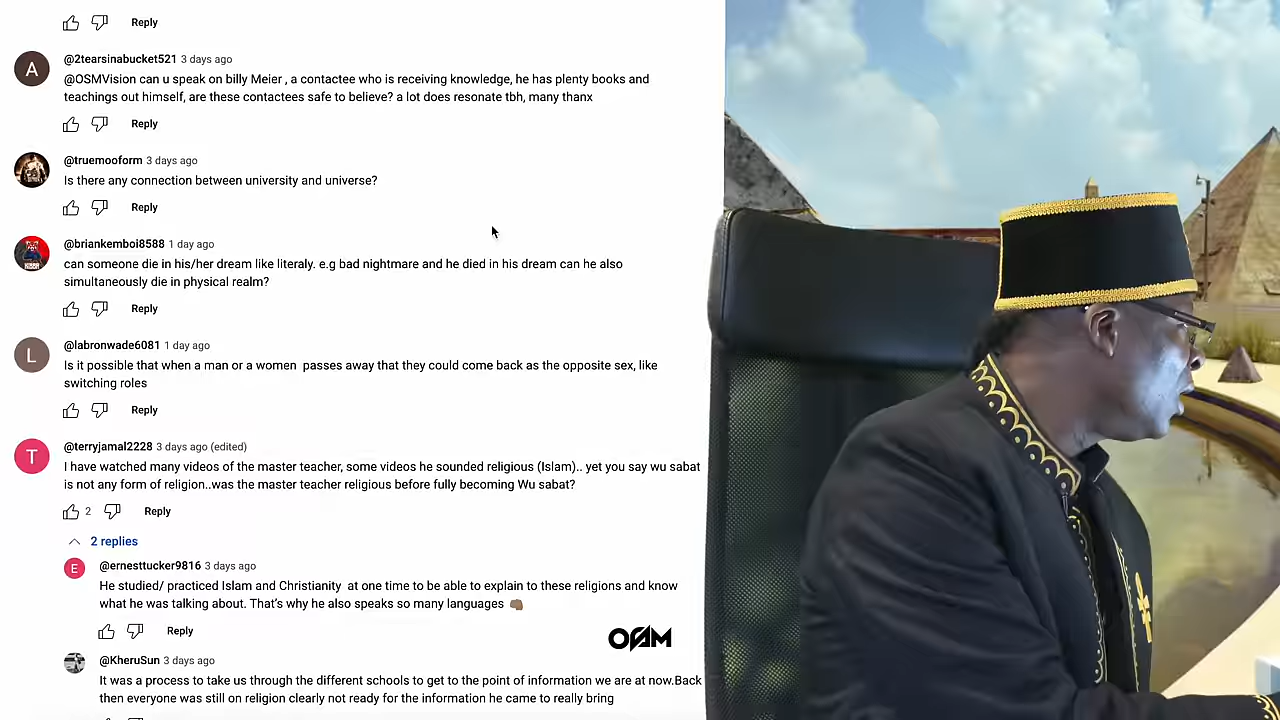 Reply
@2tearsinabucket521 3 days ago
@OSMVision can u speak on billy Meier , a contactee who is receiving knowledge, he has plenty books and
teachings out himself, are these contactees safe to believe? a lot does resonate tbh, many thanx
Reply
@truemooform 3 days ago
Is there any connection between university and universe?
Reply
@briankemboi8588 1 day ago
can someone die in his/her dream like literaly. e.g bad nightmare and he died in his dream can he also
simultaneously die in physical realm?
Reply
@labronwade6081 1 day ago
Is it possible that when a man or a women passes away that they could come back as the opposite sex, like
switching roles
Reply
@terryjamal2228 3 days ago (edited)
I have watched many videos of the master teacher, some videos he sounded religious (Islam).. yet you say wu sabat
is not any form of religion..was the master teacher religious before fully becoming Wu sabat?
2 Reply
2 replies
@ernesttucker9816 3 days ago
He studied/ practiced Islam and Christianity at one time to be able to explain to these religions and know
what he was talking about. That's why he also speaks so many languages
Reply
@KheruSun 3 days ago
It was a process to take us through the different schools to get to the point of information we are at now.Back
then everyone was still on religion clearly not ready for the information he came to really bring
A
L
T
E